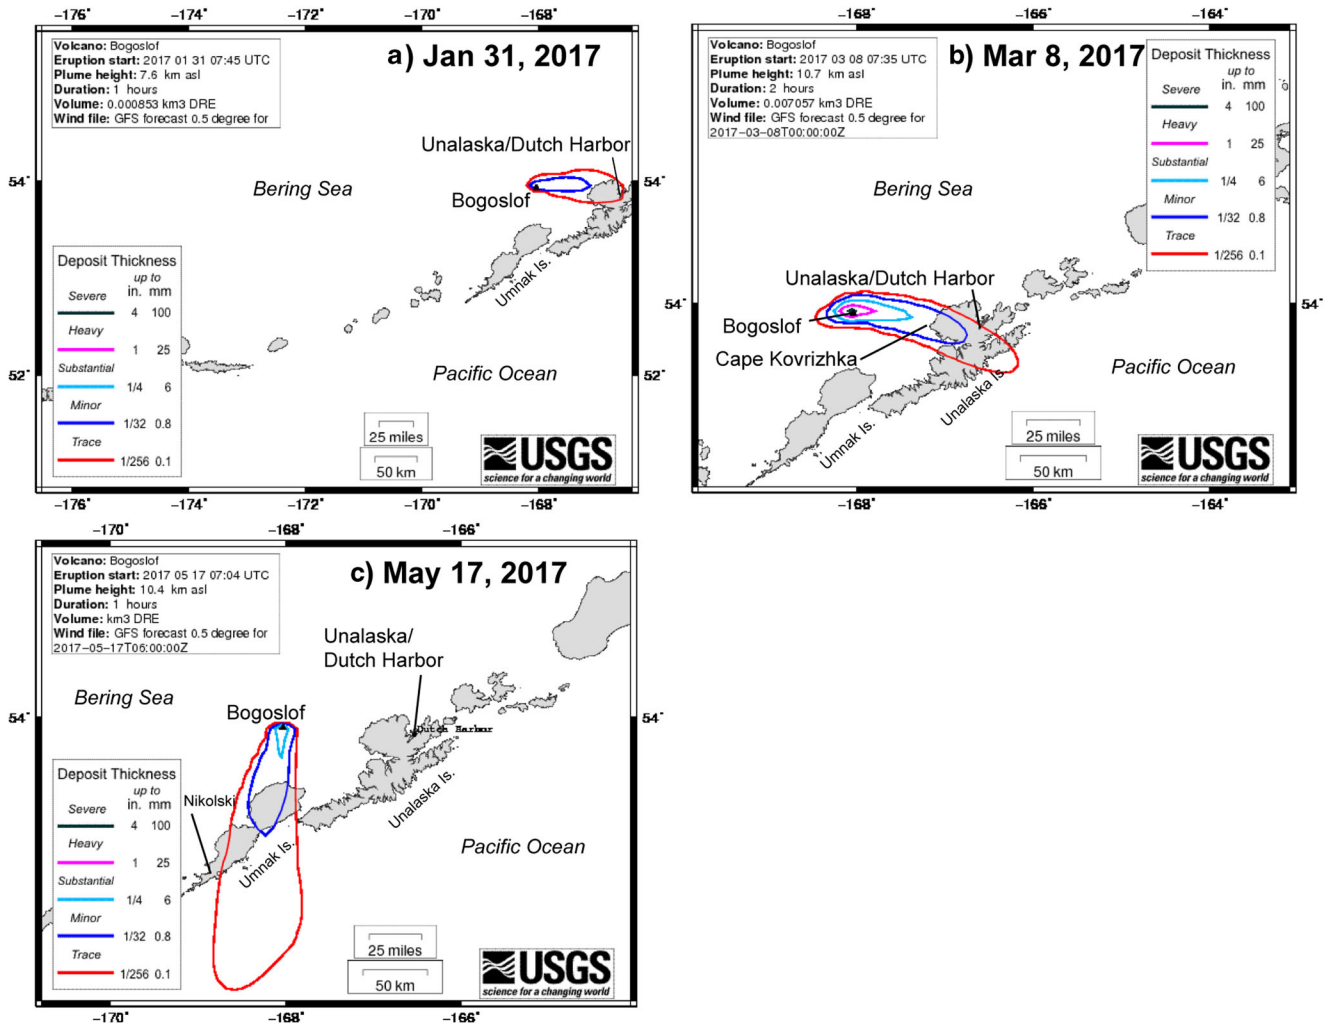 −176° −174° −172° −170° −168°
Volcano: Bogoslof
Eruption start: 2017 01 31 07:45 UTC
Plume height: 7.6 km asl
Duration: 1 hours
Volume: 0.000853 km3 DRE
Wind file: GFS forecast 0.5 degree for
a) Jan 31, 2017
Unalaska/Dutch Harbor
Bering Sea
54°
54°
Bogoslof
Umnak Is.
Deposit Thickness
up to
in. mm
Severe
4 100
Heavy
1 25
Substantial
1/4 6
Minor
1/32 0.8
Trace
1/256 0.1
Pacific Ocean
52°
52°
25 miles
50 km
USGS
science for a changing world
−176° −174° −172° −170° −168°
−168° −166° −164°
Volcano: Bogoslof
Eruption start: 2017 03 08 07:35 UTC
Plume height: 10.7 km asl
Duration: 2 hours
Volume: 0.007057 km3 DRE
Wind file: GFS forecast 0.5 degree for
2017−03−08T00:00:00Z
b) Mar 8, 2017
Deposit Thickness
up to
in. mm
Severe
4 100
Heavy
1 25
Substantial
1/4 6
Minor
1/32 0.8
Trace
1/256 0.1
Bering Sea
Unalaska/Dutch Harbor
54°
54°
Bogoslof
Cape Kovrizhka
Pacific Ocean
Unalaska Is.
Umnak Is.
25 miles
50 km
USGS
science for a changing world
−168° −166° −164°
−170° −168° −166°
Volcano: Bogoslof
Eruption start: 2017 05 17 07:04 UTC
Plume height: 10.4 km asl
Duration: 1 hours
Volume: km3 DRE
Wind file: GFS forecast 0.5 degree for
2017−05−17T06:00:00Z
c) May 17, 2017
Unalaska/
Dutch Harbor
Bering Sea
Bogoslof
54°
54°
Dutch Harbor
Deposit Thickness
up to
in. mm
Severe
4 100
Heavy
1 25
Substantial
1/4 6
Minor
1/32 0.8
Trace
1/256 0.1
Nikolski
Unalaska Is.
Umnak Is.
Pacific Ocean
25 miles
50 km
USGS
science for a changing world
−170° −168° −166°